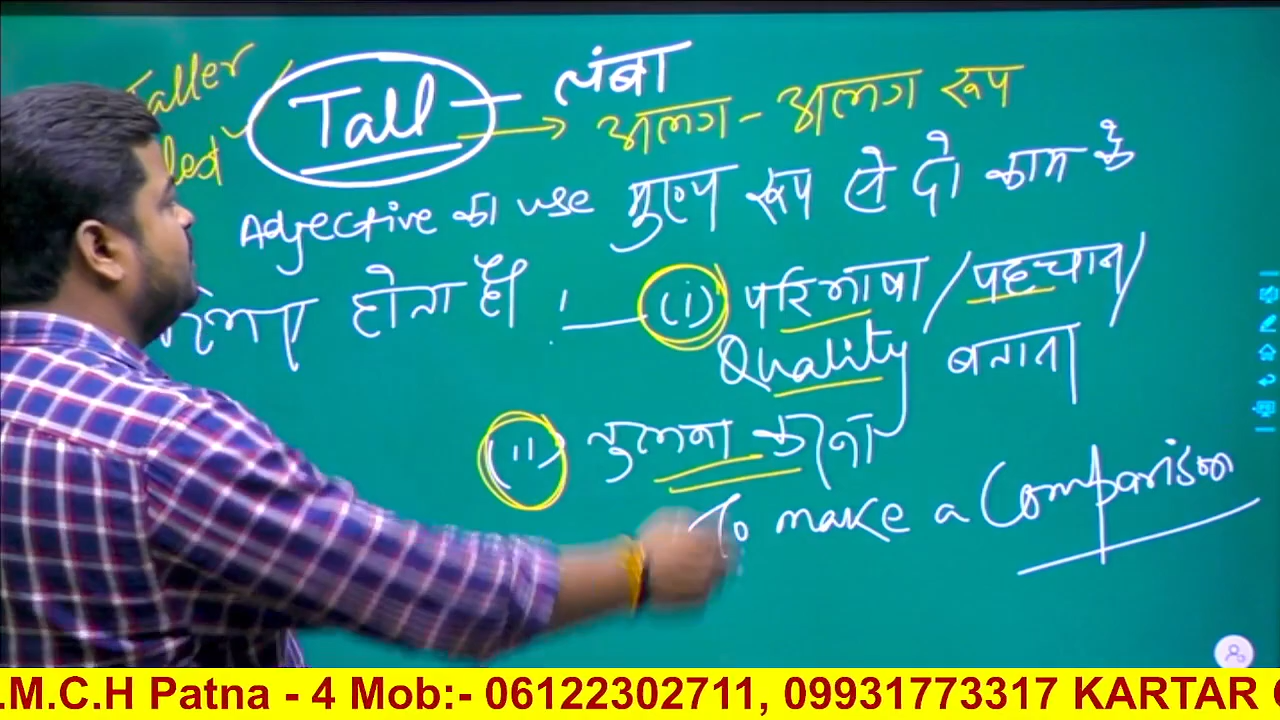 Taller Tall – लंबा
→ अलग - अलग रूप
Adjective का use मुख्य रूप से दो काम के
लिए होता है।
(i) परिभाषा / पहचान /
Quality बताना
(ii) तुलना करना
To make a Comparison
.M.C.H Patna - 4 Mob:- 06122302711, 09931773317 KARTAR